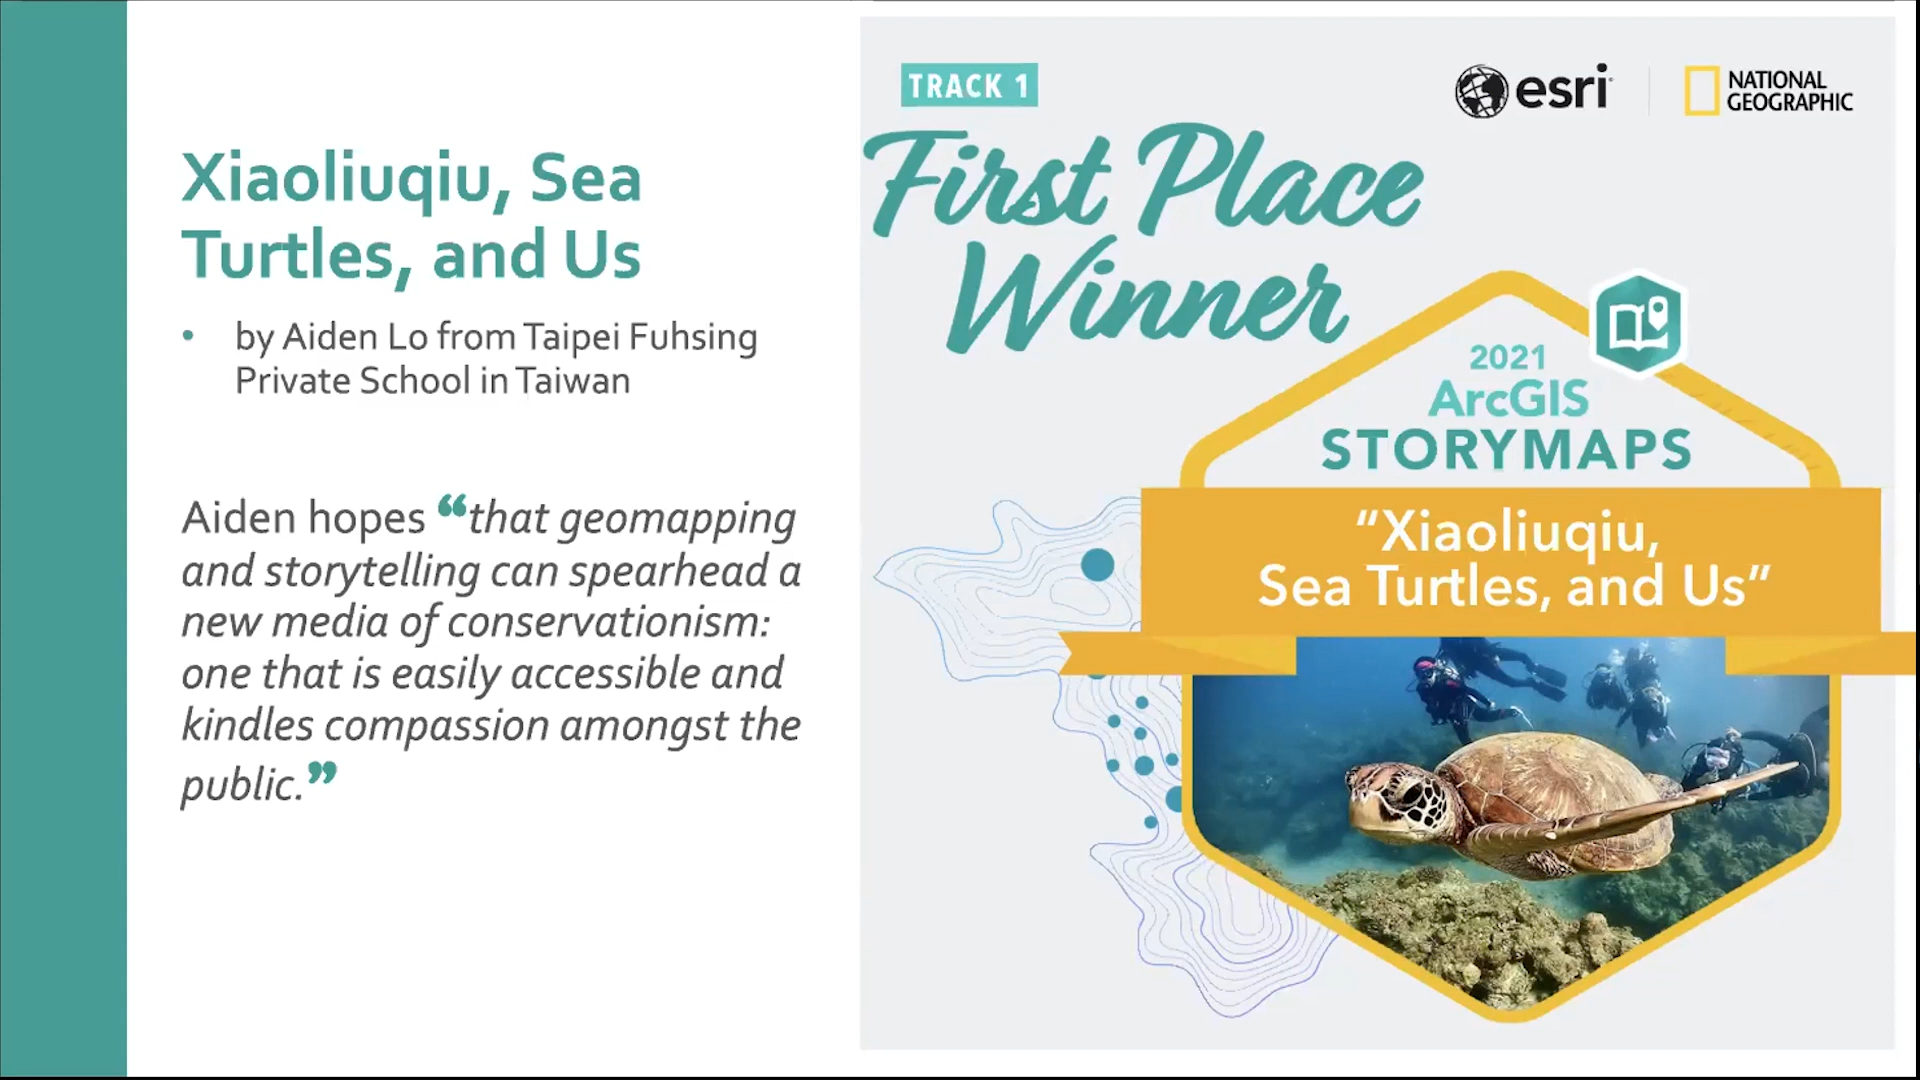 Xiaoliuqiu, Sea
Turtles, and Us
• by Aiden Lo from Taipei Fuhsing
Private School in Taiwan
Aiden hopes ❝that geomapping
and storytelling can spearhead a
new media of conservationism:
one that is easily accessible and
kindles compassion amongst the
public.❞
TRACK 1
esri
NATIONAL
GEOGRAPHIC
First Place
Winner
2021
ArcGIS
STORYMAPS
“Xiaoliuqiu,
Sea Turtles, and Us”